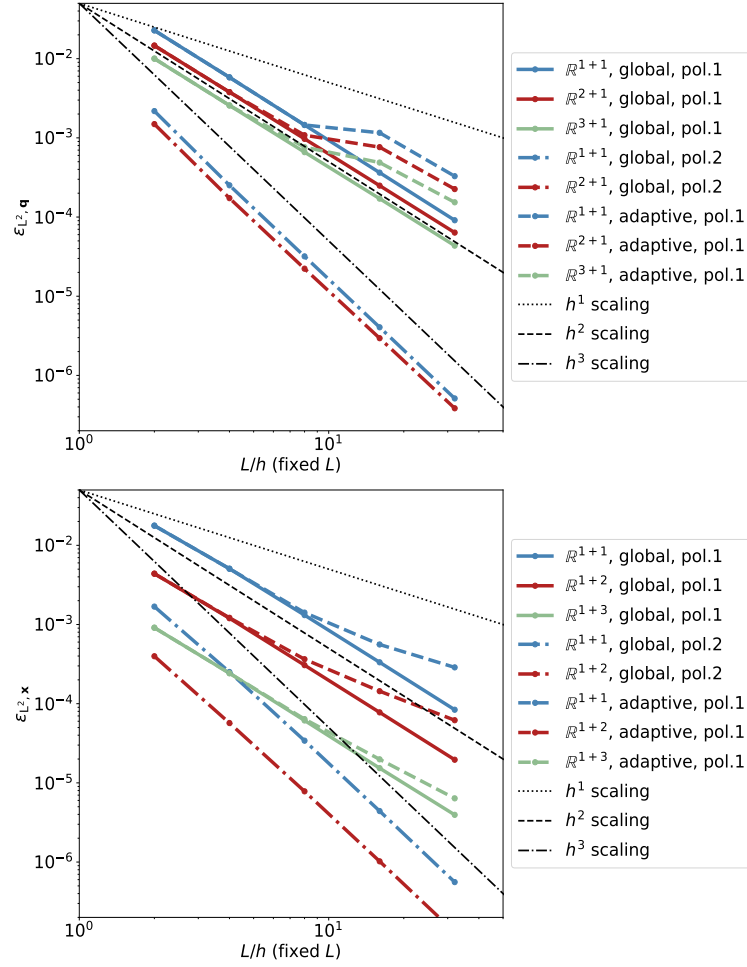 10⁻²
10⁻³
10⁻⁴
10⁻⁵
10⁻⁶
ε_{L², q}
10⁰
10¹
L/h (fixed L)
ℝ¹⁺¹, global, pol.1
ℝ²⁺¹, global, pol.1
ℝ³⁺¹, global, pol.1
ℝ¹⁺¹, global, pol.2
ℝ²⁺¹, global, pol.2
ℝ¹⁺¹, adaptive, pol.1
ℝ²⁺¹, adaptive, pol.1
ℝ³⁺¹, adaptive, pol.1
h¹ scaling
h² scaling
h³ scaling
10⁻²
10⁻³
10⁻⁴
10⁻⁵
10⁻⁶
ε_{L², x}
10⁰
10¹
L/h (fixed L)
ℝ¹⁺¹, global, pol.1
ℝ¹⁺², global, pol.1
ℝ¹⁺³, global, pol.1
ℝ¹⁺¹, global, pol.2
ℝ¹⁺², global, pol.2
ℝ¹⁺¹, adaptive, pol.1
ℝ¹⁺², adaptive, pol.1
ℝ¹⁺³, adaptive, pol.1
h¹ scaling
h² scaling
h³ scaling